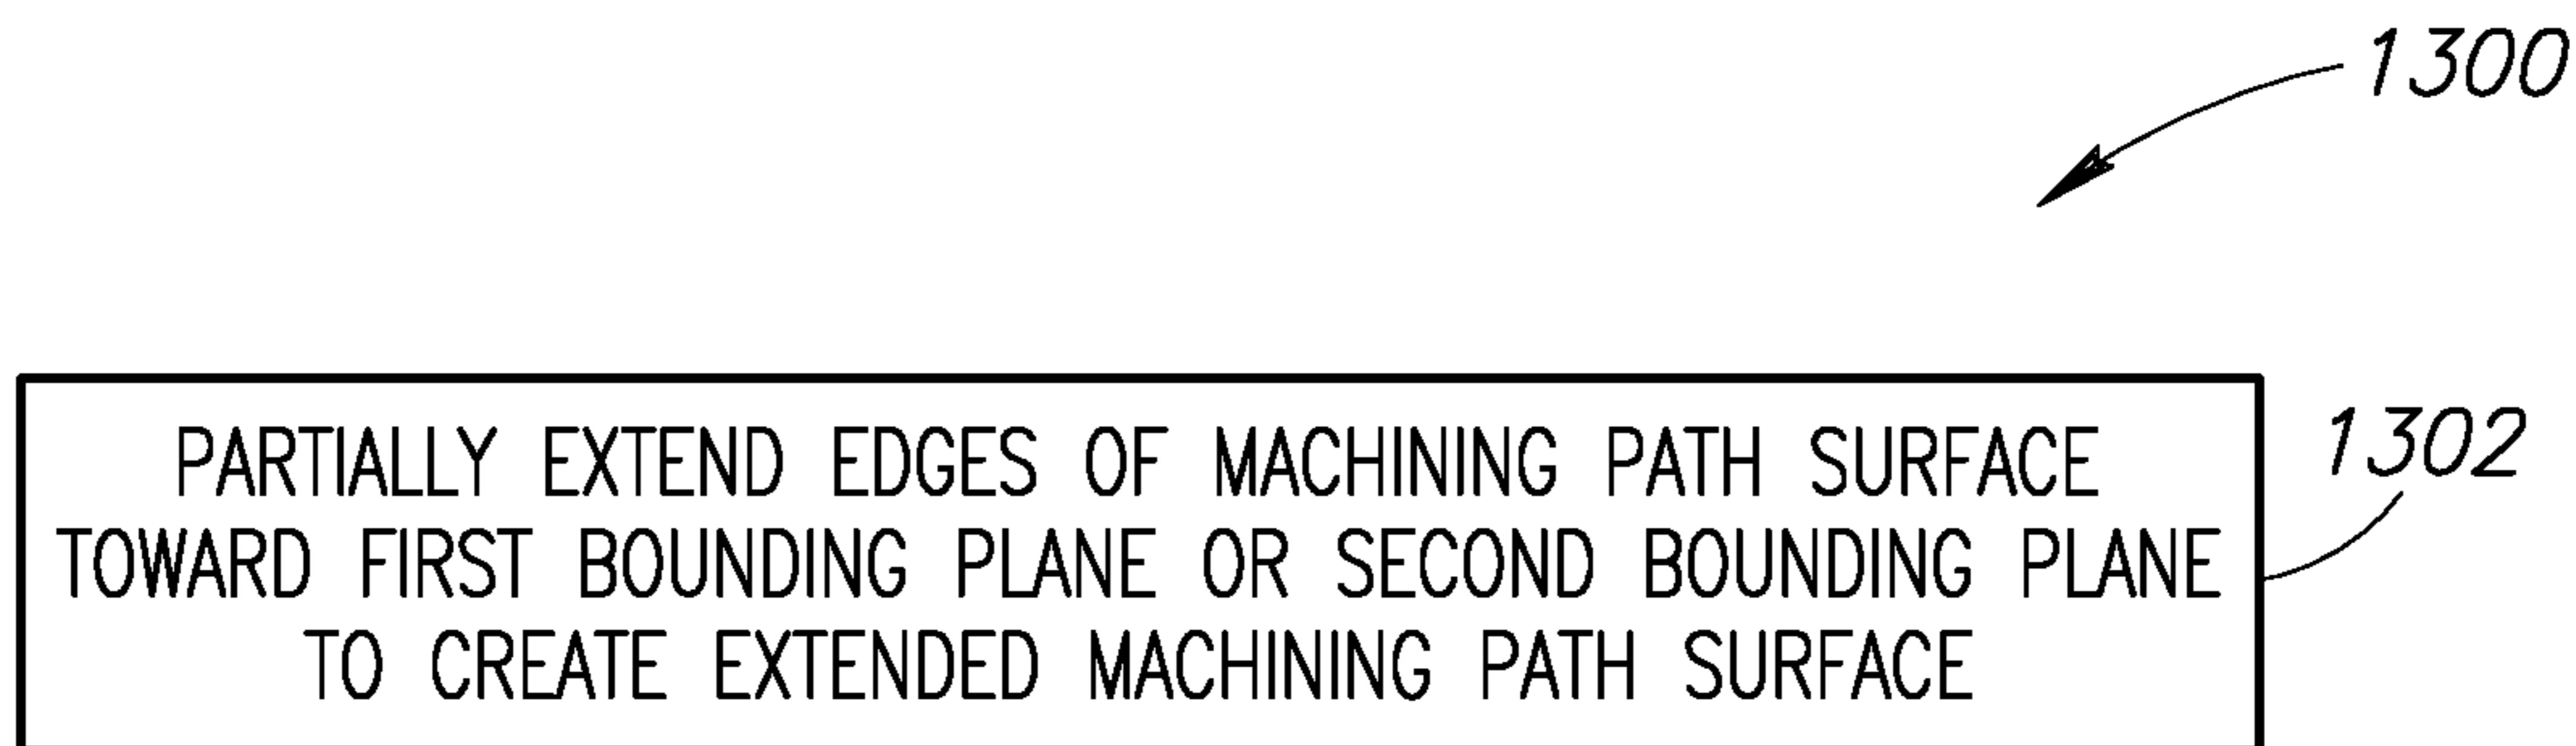 1300
PARTIALLY EXTEND EDGES OF MACHINING PATH SURFACE
1302
TOWARD FIRST BOUNDING PLANE OR SECOND BOUNDING PLANE
TO CREATE EXTENDED MACHINING PATH SURFACE